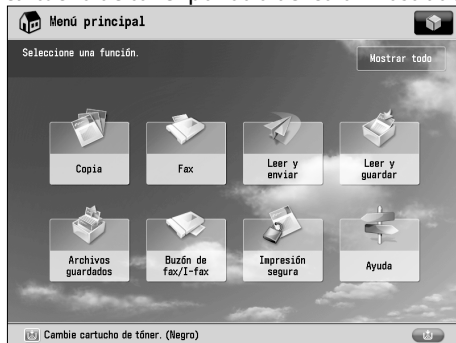 Menú principal
Seleccione una función.
Mostrar todo
Copia
Fax
Leer y
enviar
Leer y
guardar
Archivos
guardados
Buzón de
fax/I-fax
Impresión
segura
Ayuda
Cambie cartucho de tóner. (Negro)